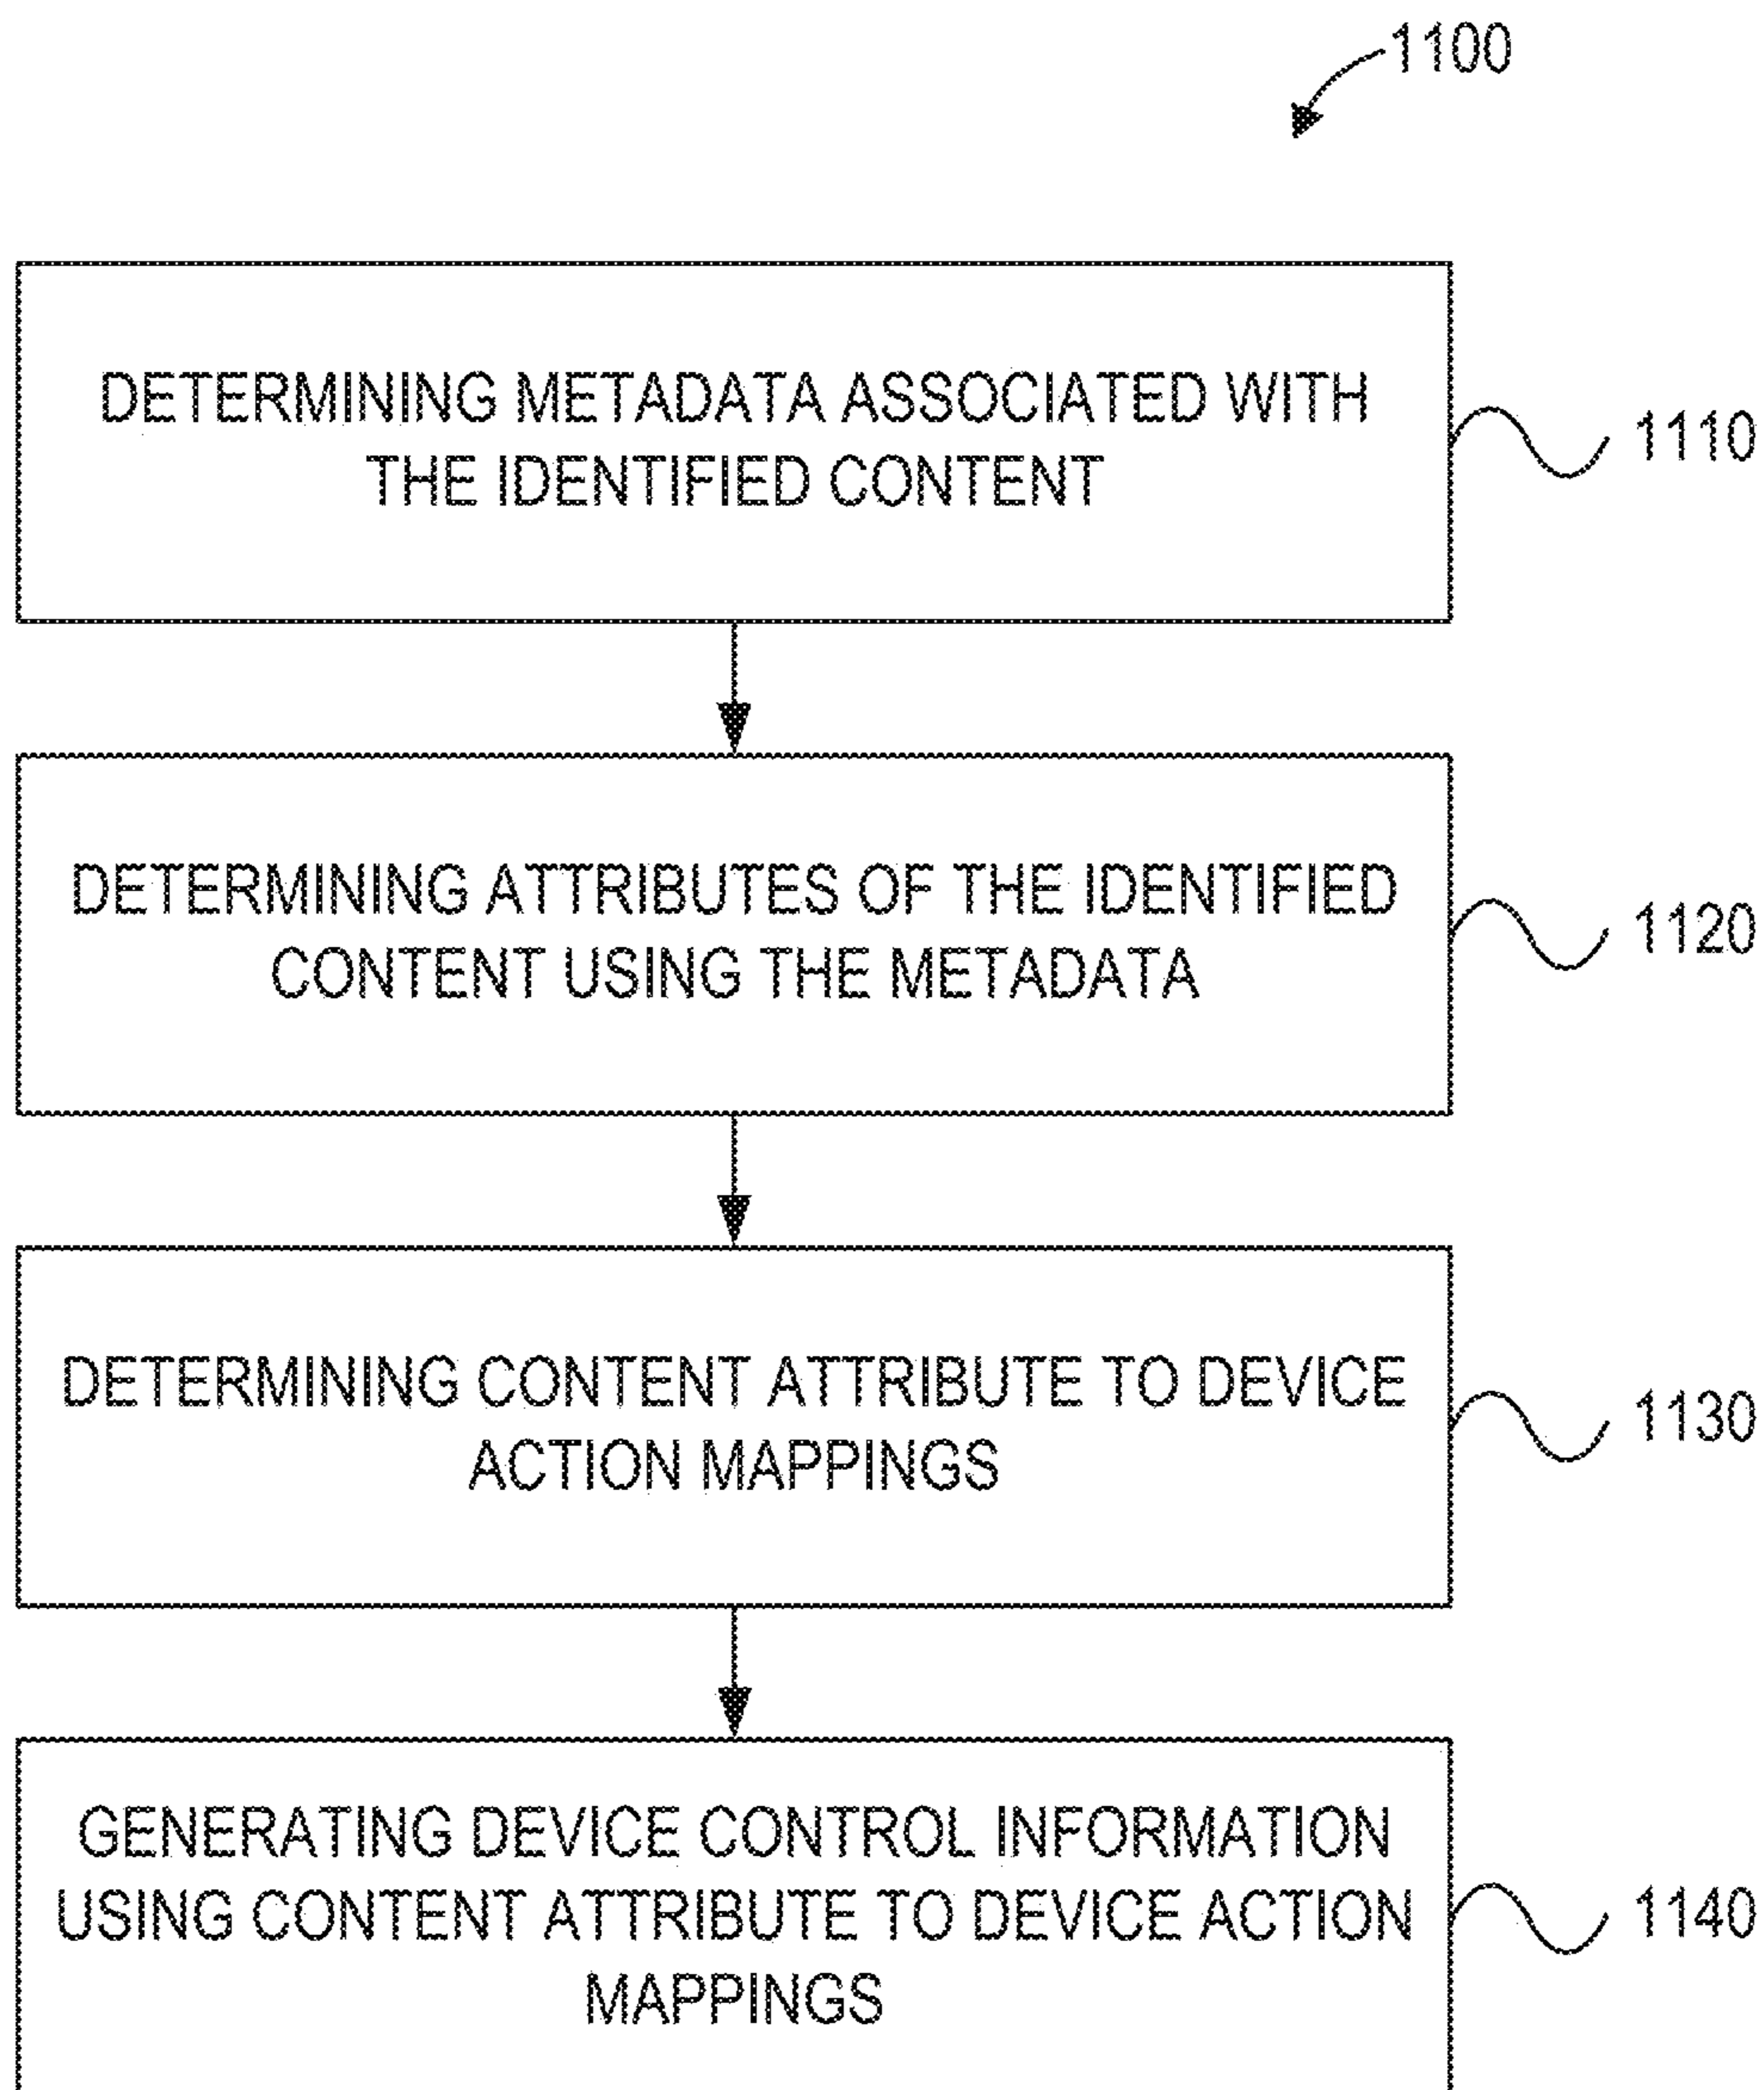 1100
DETERMINING METADATA ASSOCIATED WITH
THE IDENTIFIED CONTENT
1110
DETERMINING ATTRIBUTES OF THE IDENTIFIED
CONTENT USING THE METADATA
1120
DETERMINING CONTENT ATTRIBUTE TO DEVICE
ACTION MAPPINGS
1130
GENERATING DEVICE CONTROL INFORMATION
USING CONTENT ATTRIBUTE TO DEVICE ACTION
MAPPINGS
1140